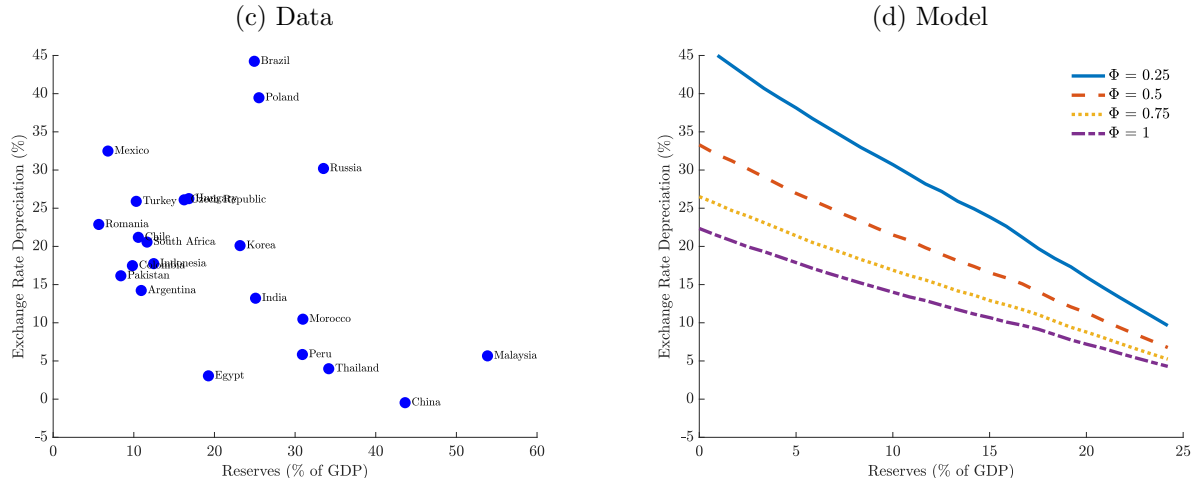 (c) Data
45
40
35
30
25
20
15
10
5
0
-5
0
10
20
30
40
50
60
Exchange Rate Depreciation (%)
Reserves (% of GDP)
Brazil
Poland
Mexico
Russia
Turkey
Hungary
Czech Republic
Romania
Chile
South Africa
Korea
Colombia
Indonesia
Pakistan
Argentina
India
Morocco
Peru
Malaysia
Thailand
Egypt
China
(d) Model
45
40
35
30
25
20
15
10
5
0
-5
0
5
10
15
20
25
Exchange Rate Depreciation (%)
Reserves (% of GDP)
Φ = 0.25
Φ = 0.5
Φ = 0.75
Φ = 1